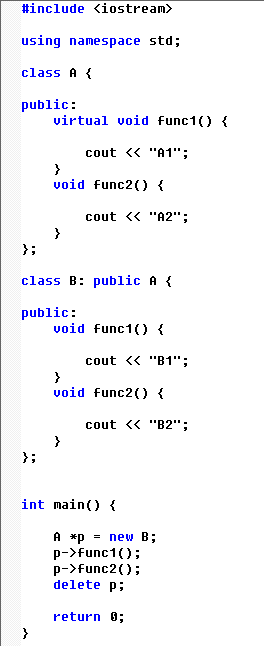 #include <iostream>
using namespace std;
class A {
public:
virtual void func1() {
cout << "A1";
}
void func2() {
cout << "A2";
}
};
class B: public A {
public:
void func1() {
cout << "B1";
}
void func2() {
cout << "B2";
}
};
int main() {
A *p = new B;
p->func1();
p->func2();
delete p;
return 0;
}